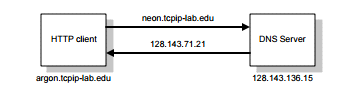 neon.tcpip-lab.edu
HTTP client
DNS Server
128.143.71.21
argon.tcpip-lab.edu
128.143.136.15